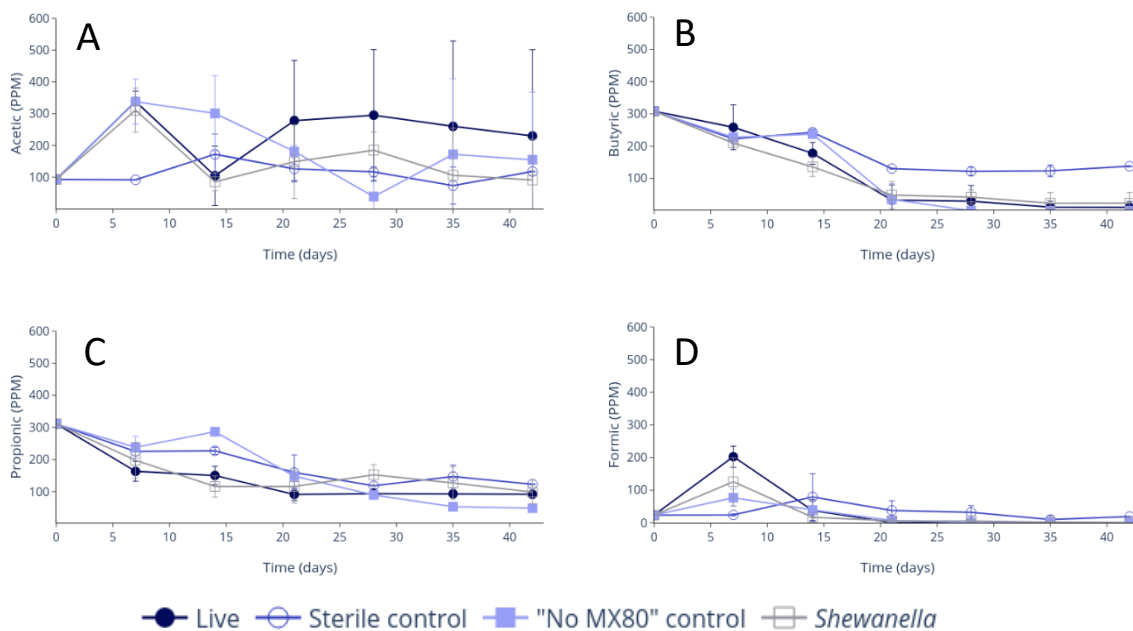 A
600
500
400
300
200
100
Acetic (PPM)
0 5 10 15 20 25 30 35 40
Time (days)
B
600
500
400
300
200
100
Butyric (PPM)
0 5 10 15 20 25 30 35 40
Time (days)
C
600
500
400
300
200
100
Propionic (PPM)
0 5 10 15 20 25 30 35 40
Time (days)
D
600
500
400
300
200
100
0
Formic (PPM)
0 5 10 15 20 25 30 35 40
Time (days)
Live Sterile control "No MX80" control Shewanella